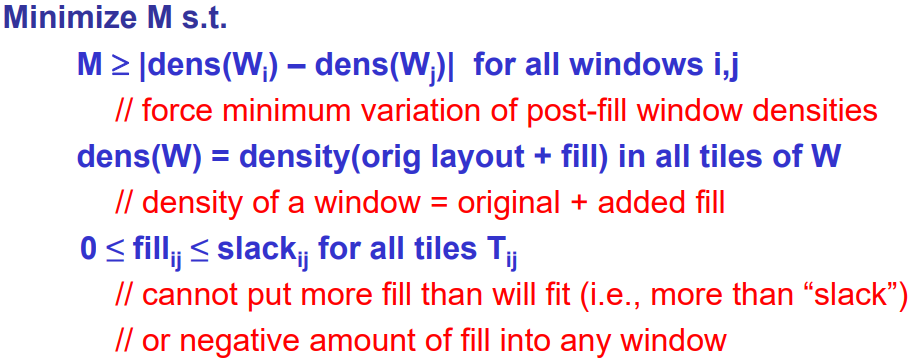 Minimize M s.t.
M ≥ |dens(Wi) – dens(Wj)| for all windows i,j
// force minimum variation of post-fill window densities
dens(W) = density(orig layout + fill) in all tiles of W
// density of a window = original + added fill
0 ≤ fillij ≤ slackij for all tiles Tij
// cannot put more fill than will fit (i.e., more than “slack”)
// or negative amount of fill into any window